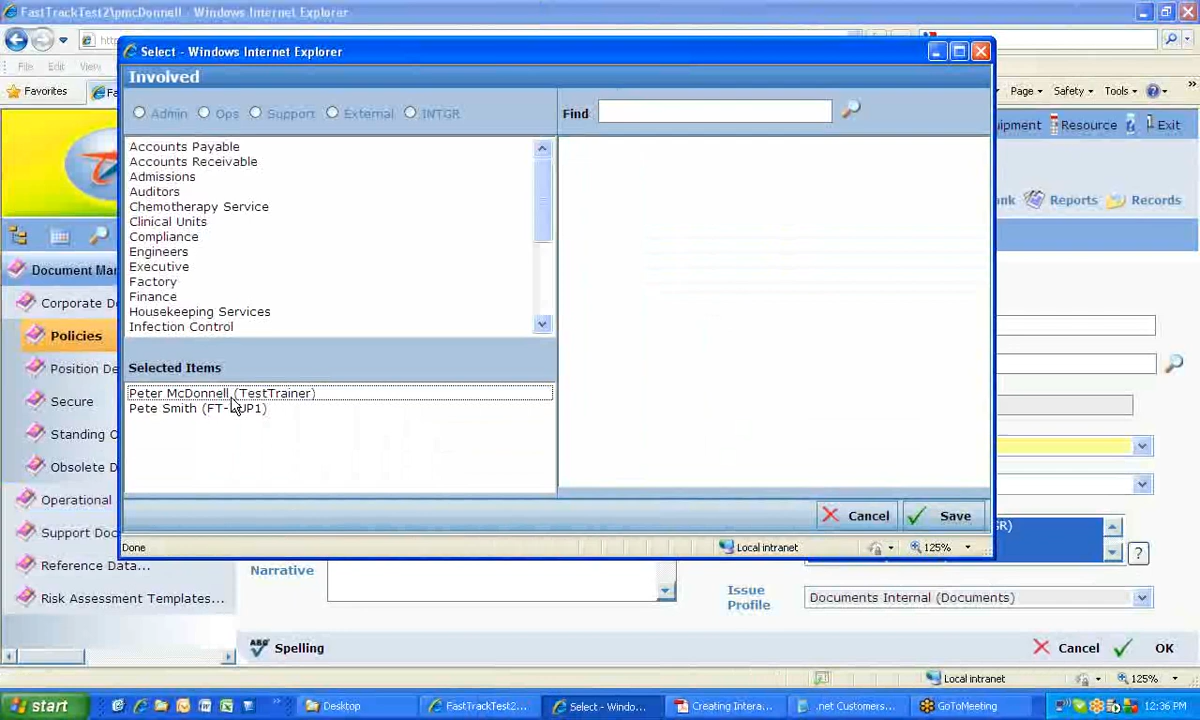 FastTrackTest2\pmcDonnell - Windows Internet Explorer
Select - Windows Internet Explorer
File Edit View
Involved
Favorites
Page Safety Tools
Admin Ops Support External INTGR
Find
Resource Exit
Accounts Payable
Accounts Receivable
Admissions
Auditors
Chemotherapy Service
Clinical Units
Compliance
Engineers
Executive
Factory
Finance
Housekeeping Services
Infection Control
Reports Records
Document Mar
Corporate D
Policies
Position De
Secure
Standing O
Obsolete D
Operational
Support Doc
Reference Data...
Risk Assessment Templates...
Selected Items
Peter McDonnell (TestTrainer)
Pete Smith (FT- UP1)
Cancel Save
Done Local intranet 125%
Narrative
Issue
Profile
Documents Internal (Documents)
?
Spelling Cancel OK
Local intranet 125%
start Desktop FastTrackTest2... Select - Windo... Creating Intera... .net Customers... GoToMeeting 12:36 PM